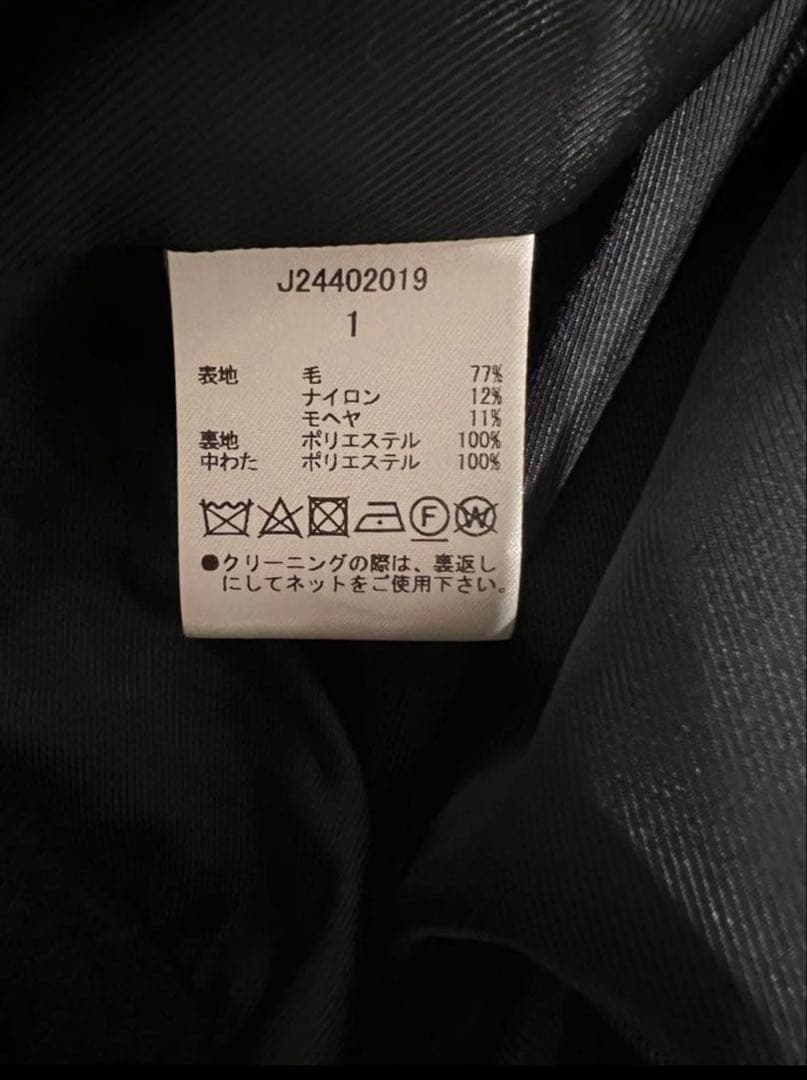 J24402019
1
表地 毛 77%
ナイロン 12%
モヘヤ 11%
裏地 ポリエステル 100%
中わた ポリエステル 100%
F W
●クリーニングの際は、裏返し
にしてネットをご使用下さい。